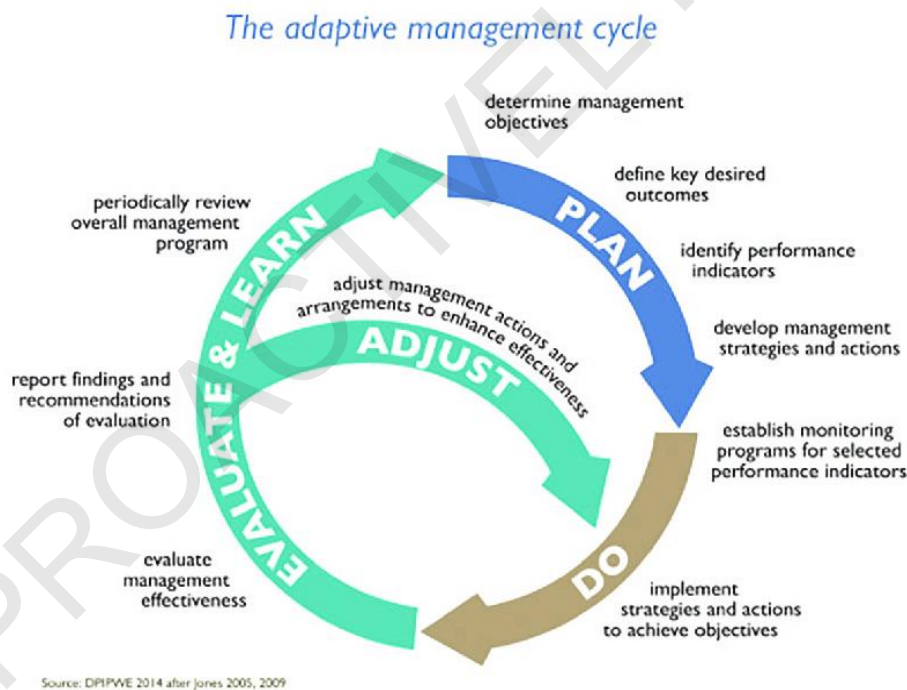 The adaptive management cycle
determine management
objectives
define key desired
outcomes
PLAN
identify performance
indicators
develop management
strategies and actions
establish monitoring
programs for selected
performance indicators
DO
implement
strategies and actions
to achieve objectives
evaluate
management
effectiveness
EVALUATE & LEARN
report findings and
recommendations
of evaluation
periodically review
overall management
program
adjust management actions and
arrangements to enhance effectiveness
ADJUST
Source: DPIPWE 2014 after Jones 2005, 2009
PROACTIVEL